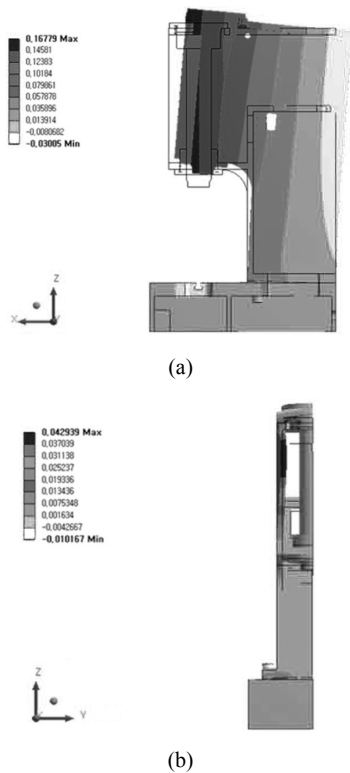 0,16779 Max
0,14581
0,12383
0,10184
0,079861
0,057878
0,035896
0,013914
-0,0080682
-0,03005 Min
Z
X
Y
(a)
0,042939 Max
0,037039
0,031138
0,025237
0,019336
0,013436
0,0075348
0,001634
-0,0042667
-0,010167 Min
Z
X
Y
(b)